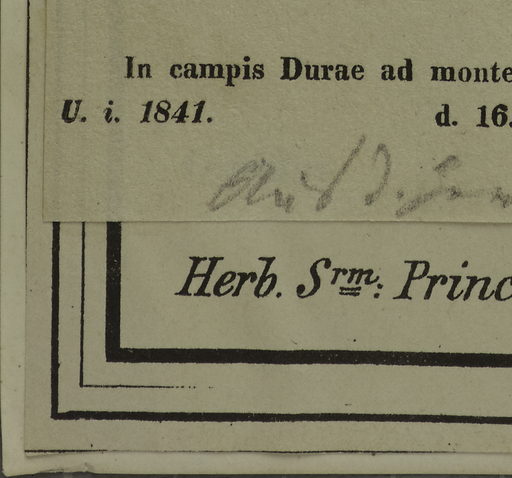 In campis Durae ad monte
U. i. 1841. d. 16.
Herb. Srm: Princ